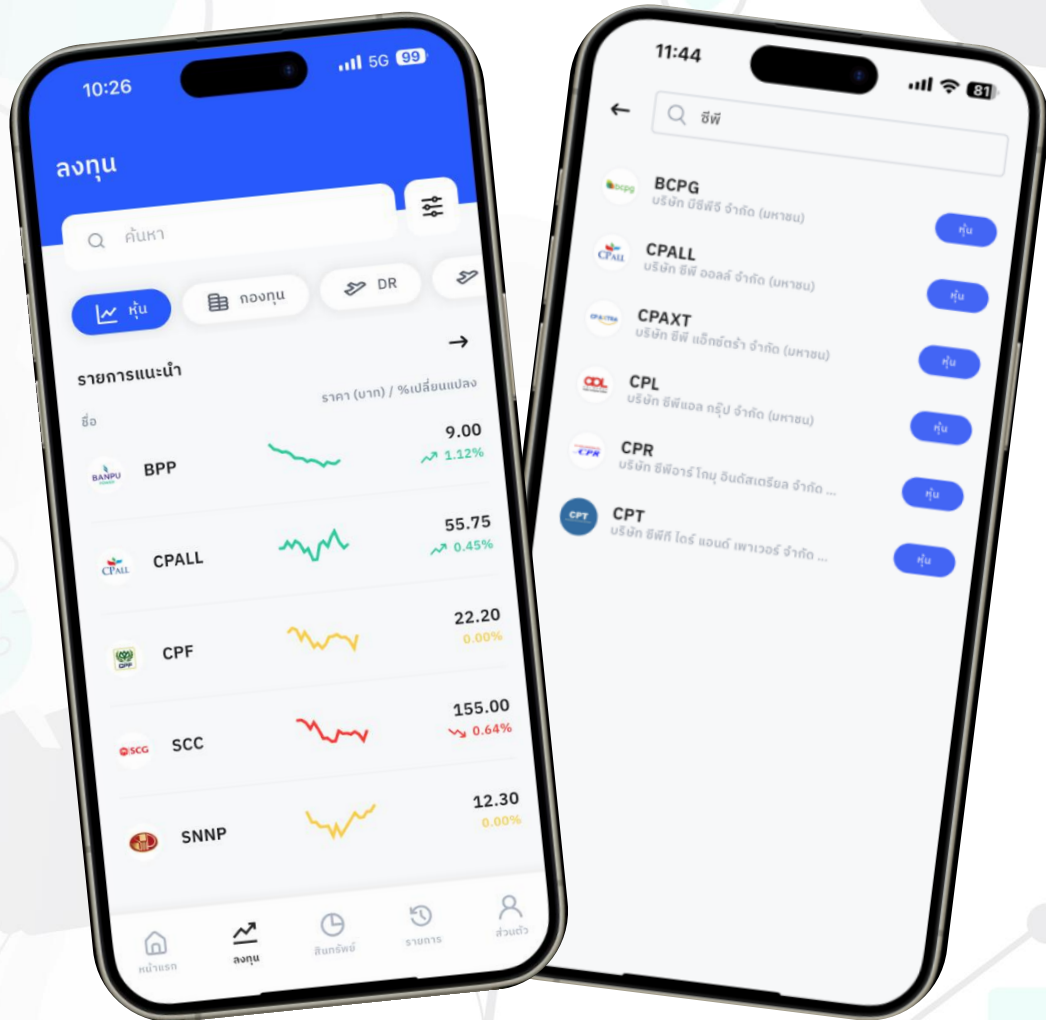 10:26
5G 99
ลงทุน
ค้นหา
หุ้น
กองทุน
DR
รายการแนะนำ
ชื่อ
ราคา (บาท) / %เปลี่ยนแปลง
BANPU
BPP
9.00
1.12%
CPALL
CPALL
55.75
0.45%
CPF
CPF
22.20
0.00%
SCG
SCC
155.00
0.64%
SNNP
12.30
0.00%
หน้าแรก
ลงทุน
สินทรัพย์
รายการ
ส่วนตัว
11:44
81
ซีพี
bcpg
BCPG
บริษัท บีซีพีจี จำกัด (มหาชน)
หุ้น
CPALL
CPALL
บริษัท ซีพี ออลล์ จำกัด (มหาชน)
หุ้น
CPAXTRA
CPAXT
บริษัท ซีพี แอ็กซ์ตร้า จำกัด (มหาชน)
หุ้น
CPL
บริษัท ซีพีแอล กรุ๊ป จำกัด (มหาชน)
หุ้น
CPR
CPR
บริษัท ซีพีอาร์ โกมุ อินดัสเตรียล จำกัด ...
หุ้น
CPT
CPT
บริษัท ซีพีที ไดร์ แอนด์ เพาเวอร์ จำกัด ...
หุ้น